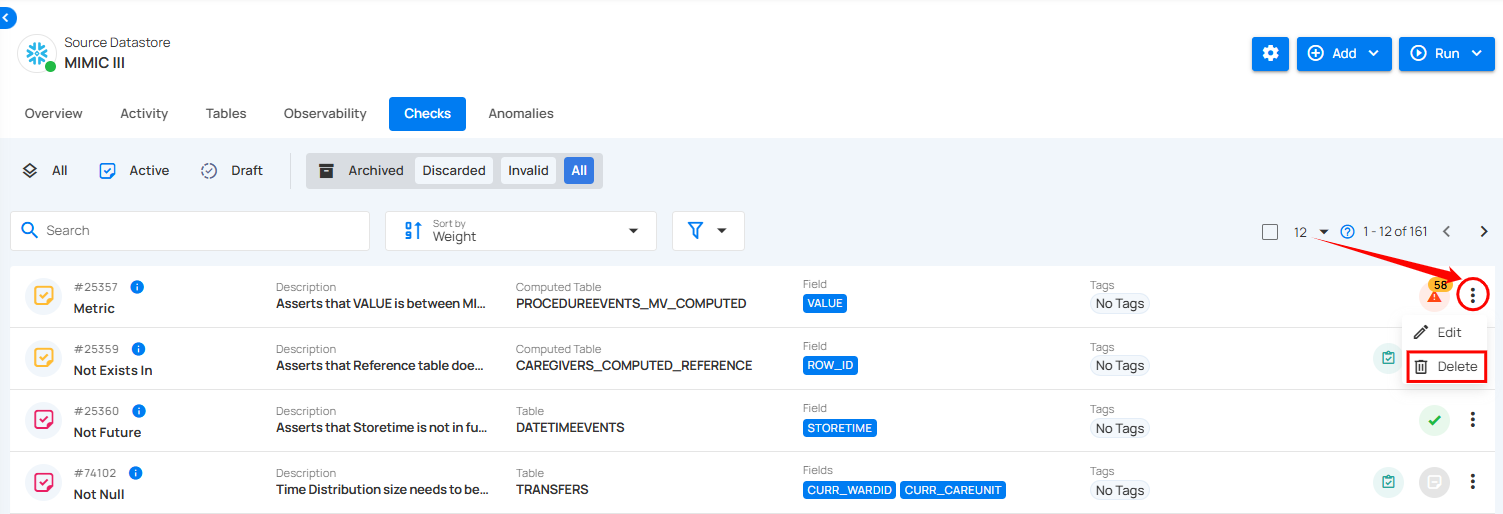 Source Datastore
MIMIC III
Add
Run
Overview Activity Tables Observability Checks Anomalies
All Active Draft Archived Discarded Invalid All
Search
Sort by
Weight
12 1 - 12 of 161
#25357 Description Computed Table Field Tags 58
Metric Asserts that VALUE is between MI... PROCEDUREEVENTS_MV_COMPUTED VALUE No Tags
Edit
#25359 Description Computed Table Field Tags
Not Exists In Asserts that Reference table doe... CAREGIVERS_COMPUTED_REFERENCE ROW_ID No Tags Delete
#25360 Description Table Field Tags
Not Future Asserts that Storetime is not in fu... DATETIMEEVENTS STORETIME No Tags
#74102 Description Table Fields Tags
Not Null Time Distribution size needs to be... TRANSFERS CURR_WARDID CURR_CAREUNIT No Tags